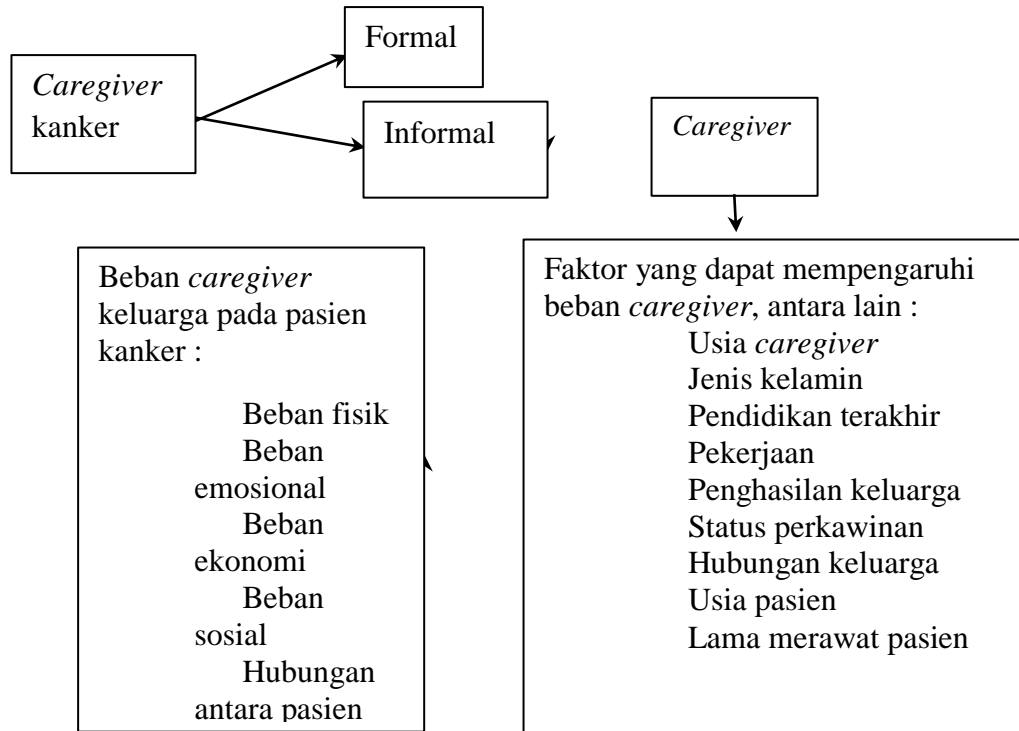 Formal
Caregiver
kanker
Informal
Caregiver
Beban caregiver
keluarga pada pasien
kanker :
Beban fisik
Beban
emosional
Beban
ekonomi
Beban
sosial
Hubungan
antara pasien
Faktor yang dapat mempengaruhi
beban caregiver, antara lain :
Usia caregiver
Jenis kelamin
Pendidikan terakhir
Pekerjaan
Penghasilan keluarga
Status perkawinan
Hubungan keluarga
Usia pasien
Lama merawat pasien